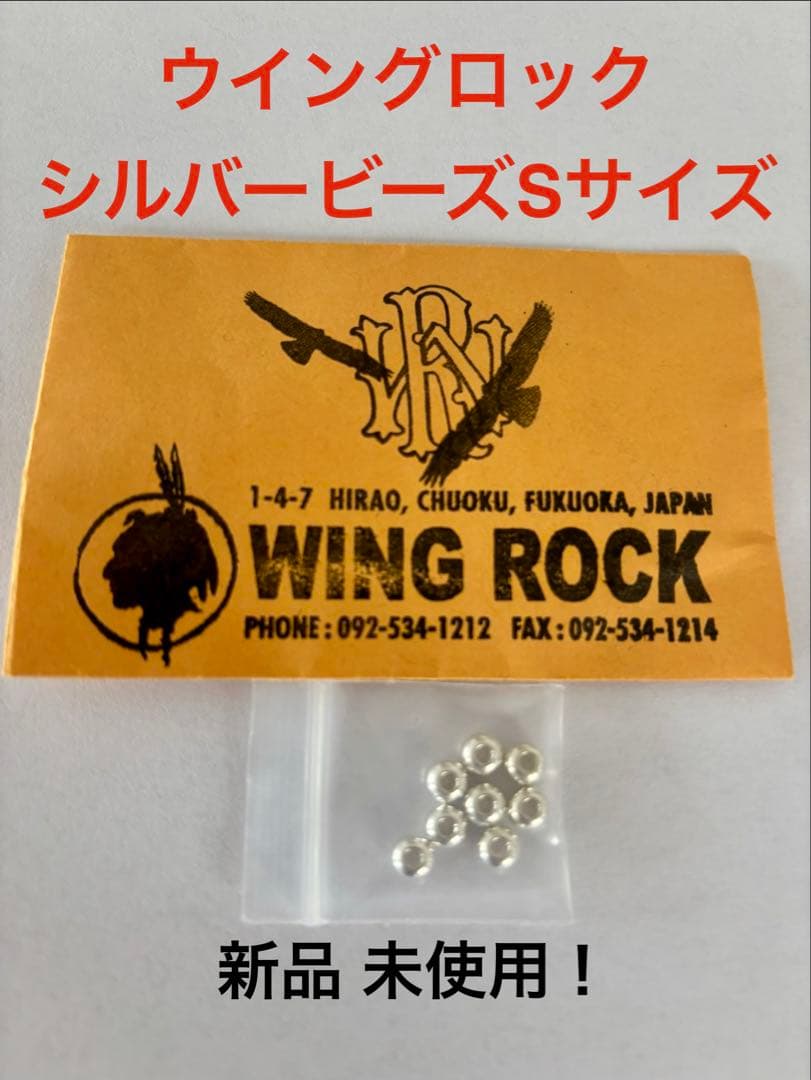 ウイングロック
シルバービーズSサイズ
WR
1-4-7 HIRAO, CHUOKU, FUKUOKA, JAPAN
WING ROCK
PHONE : 092-534-1212 FAX : 092-534-1214
新品 未使用！